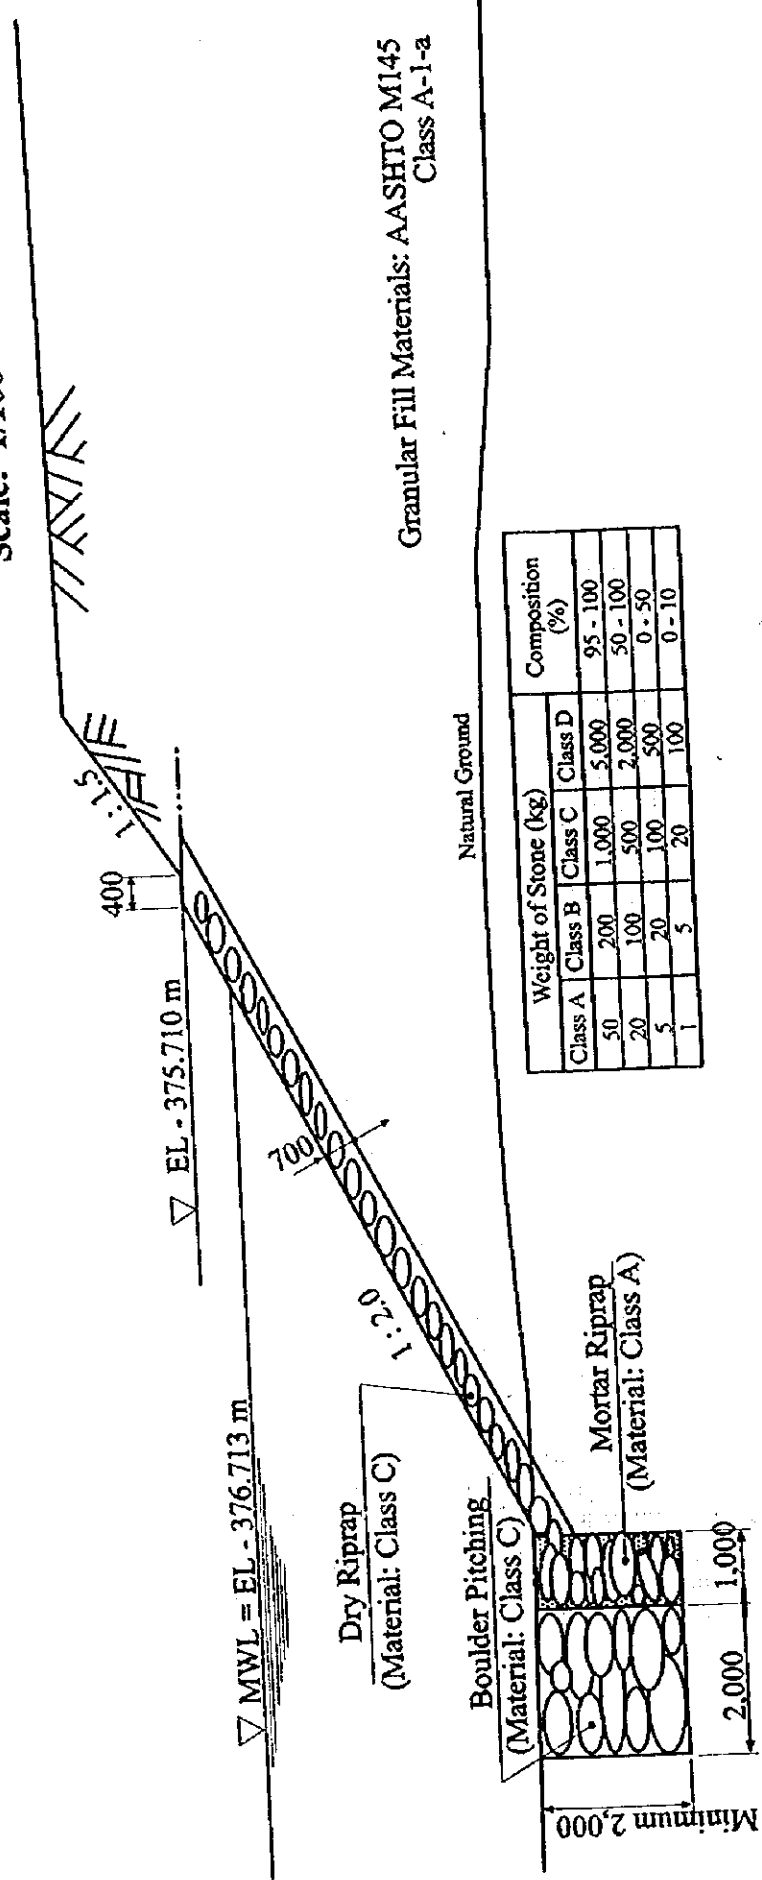 Scale: 1/100
1:1.5
400
EL - 375.710 m
MWL = EL - 376.713 m
700
1:2.0
Granular Fill Materials: AASHTO M145
Class A-1-a
Natural Ground
Dry Riprap
(Material: Class C)
Boulder Pitching
(Material: Class C)
Mortar Riprap
(Material: Class A)
Minimum 2,000
2,000
1,000
Weight of Stone (kg) Composition (%)
Class A Class B Class C Class D
50 200 1,000 5,000 95 - 100
20 100 500 2,000 50 - 100
5 20 100 500 0 - 50
1 5 20 100 0 - 10